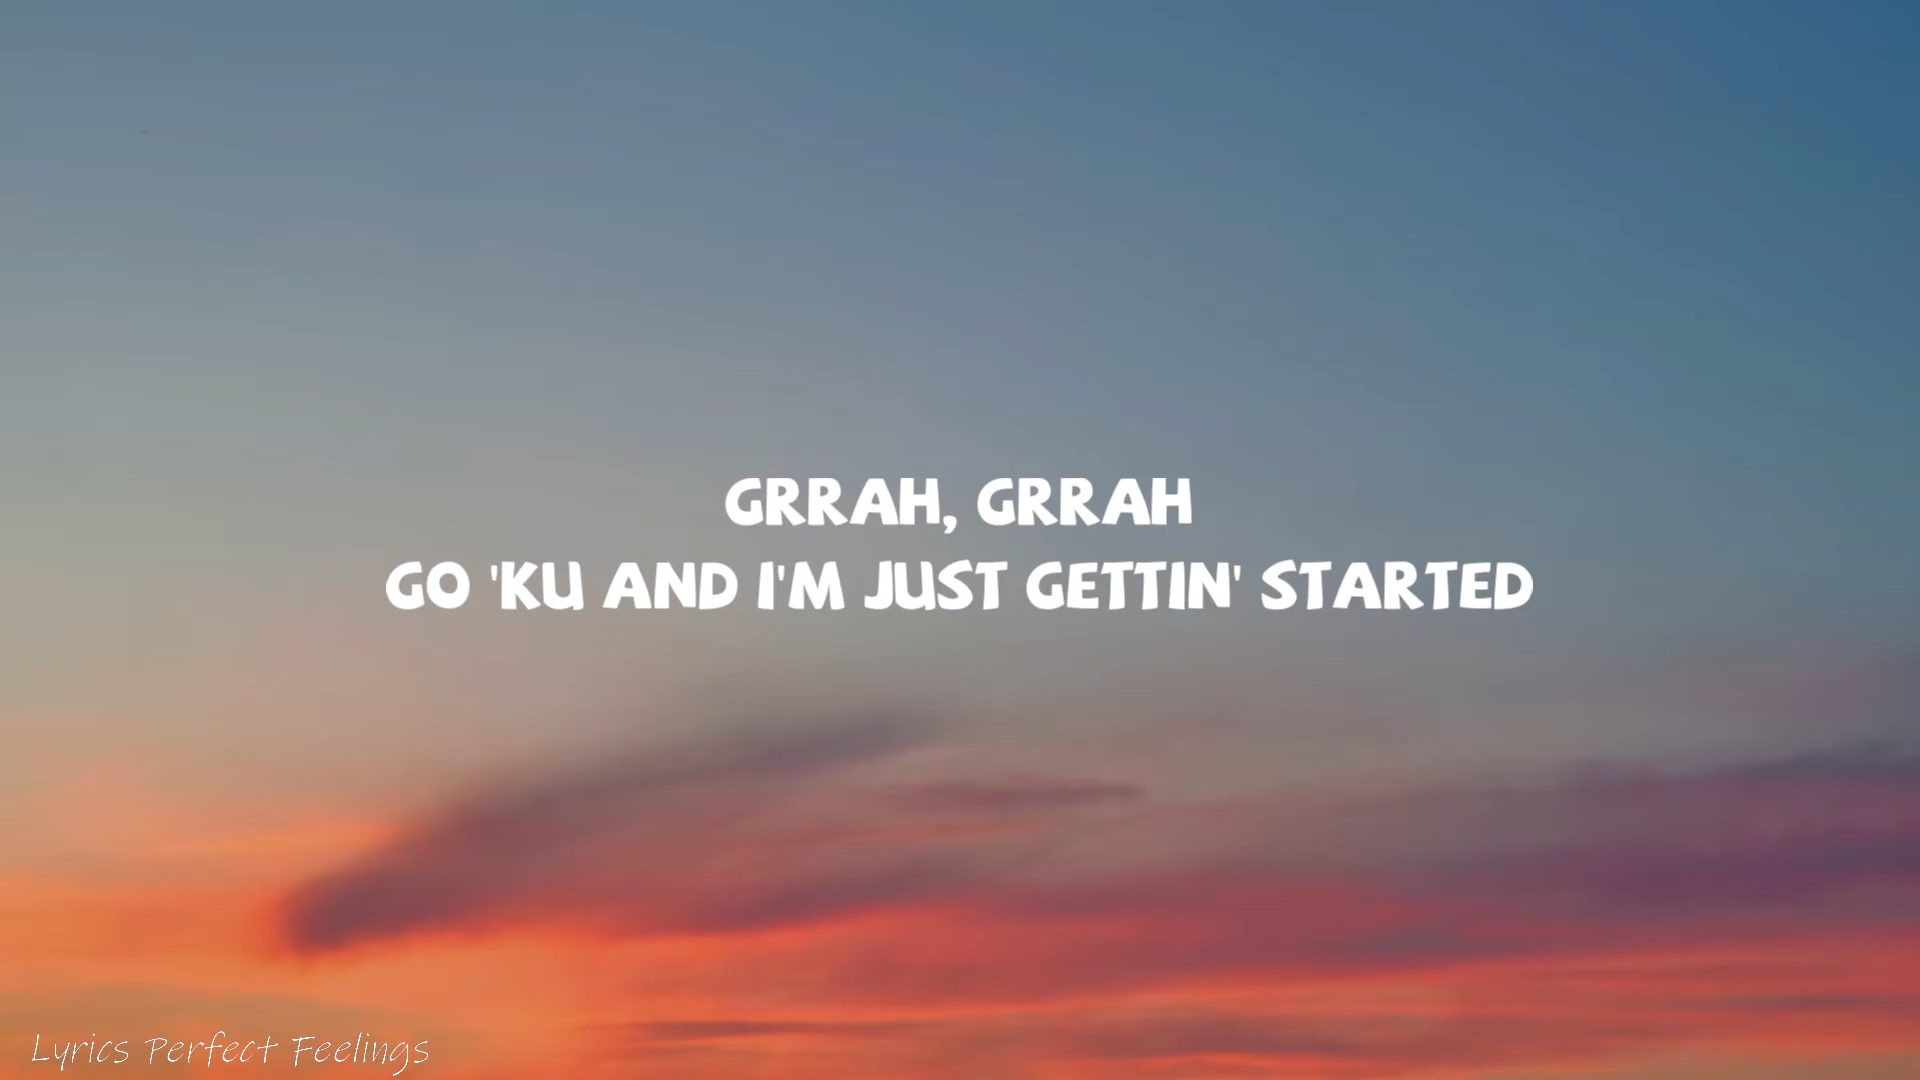 GRRAH, GRRAH
GO 'KU AND I'M JUST GETTIN' STARTED
Lyrics Perfect Feelings